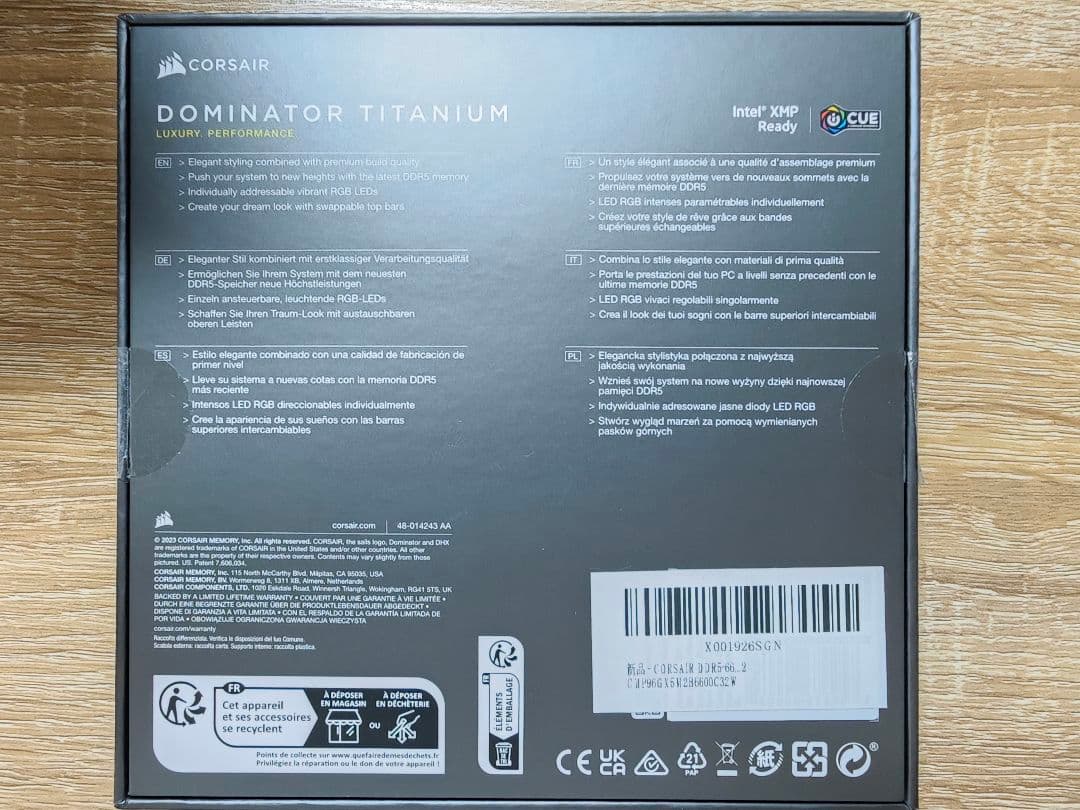 CORSAIR
DOMINATOR TITANIUM
LUXURY. PERFORMANCE
Intel® XMP
Ready
CUE
EN
> Elegant styling combined with premium build quality
> Push your system to new heights with the latest DDR5 memory
> Individually addressable vibrant RGB LEDs
> Create your dream look with swappable top bars
FR
> Un style élégant associé à une qualité d'assemblage premium
> Propulsez votre système vers de nouveaux sommets avec la
dernière mémoire DDR5
> LED RGB intenses paramétrables individuellement
> Créez votre style de rêve grâce aux bandes
supérieures échangeables
DE
> Eleganter Stil kombiniert mit erstklassiger Verarbeitungsqualität
> Ermöglichen Sie Ihrem System mit dem neuesten
DDR5-Speicher neue Höchstleistungen
> Einzeln ansteuerbare, leuchtende RGB-LEDs
> Schaffen Sie Ihren Traum-Look mit austauschbaren
oberen Leisten
IT
> Combina lo stile elegante con materiali di prima qualità
> Porta le prestazioni del tuo PC a livelli senza precedenti con le
ultime memorie DDR5
> LED RGB vivaci regolabili singolarmente
> Crea il look dei tuoi sogni con le barre superiori intercambiabili
ES
> Estilo elegante combinado con una calidad de fabricación de
primer nivel
> Lleve su sistema a nuevas cotas con la memoria DDR5
más reciente
> Intensos LED RGB direccionables individualmente
> Cree la apariencia de sus sueños con las barras
superiores intercambiables
PL
> Elegancka stylistyka połączona z najwyższą
jakością wykonania
> Wznieś swój system na nowe wyżyny dzięki najnowszej
pamięci DDR5
> Indywidualnie adresowane jasne diody LED RGB
> Stwórz wygląd marzeń za pomocą wymienianych
pasków górnych
corsair.com | 48-014243 AA
© 2023 CORSAIR MEMORY, Inc. All rights reserved. CORSAIR, the sails logo, Dominator and DHX
are registered trademarks of CORSAIR in the United States and/or other countries. All other
trademarks are the property of their respective owners. Contents may vary slightly from those
pictured. US. Patent 7,606,034.
CORSAIR MEMORY, Inc. 115 North McCarthy Blvd. Milpitas, CA 95035, USA
CORSAIR MEMORY, BV. Wormerweg 8, 1311 XB, Almere, Netherlands
CORSAIR COMPONENTS, LTD. 1020 Eskdale Road, Winnersh Triangle, Wokingham, RG41 5TS, UK
BACKED BY A LIMITED LIFETIME WARRANTY • COUVERT PAR UNE GARANTIE À VIE LIMITÉE •
DURCH EINE BEGRENZTE GARANTIE ÜBER DIE PRODUKTLEBENSDAUER ABGEDECKT •
DISPONE DI GARANZIA A VITA LIMITATA • CON EL RESPALDO DE LA GARANTÍA LIMITADA DE
POR VIDA • OBOWIĄZUJE OGRANICZONA GWARANCJA WIECZYSTA
corsair.com/warranty
Raccolta differenziata. Verifica le disposizioni del tuo Comune.
Scatola esterna: raccolta carta. Supporto interno: raccolta plastica.
FR
Cet appareil
et ses accessoires
se recyclent
À DÉPOSER
EN MAGASIN
OU
À DÉPOSER
EN DÉCHÈTERIE
Points de collecte sur www.quefairedemesdechets.fr
Privilégiez la réparation ou le don de votre appareil !
FR
ÉLÉMENTS
D'EMBALLAGE
BAC DE TRI
X001926SGN
新品 - CORSAIR DDR5-66...2
CMP96GX5M2B6600C32W
CE
UK
CA
21
PAP
紙
®